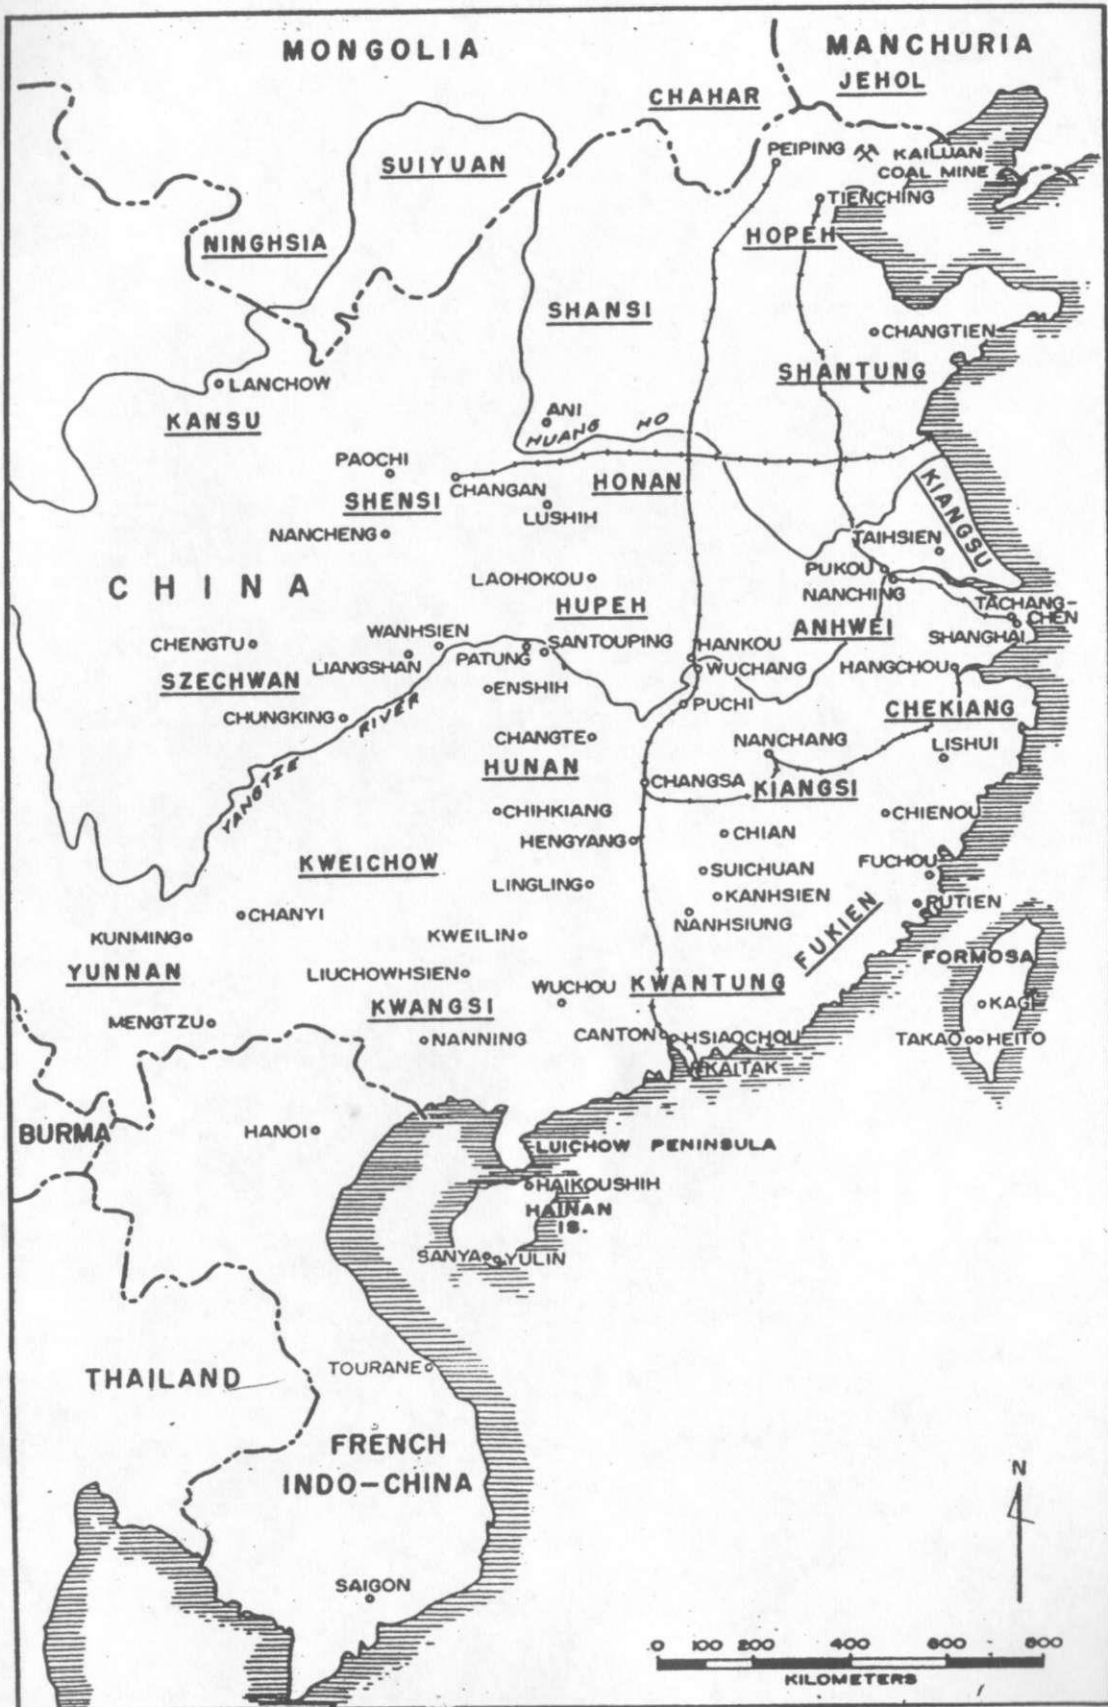 MONGOLIA
MANCHURIA
JEHOL
CHAHAR
SUIYUAN
PEIPING
KAILUAN
COAL MINE
TIENCHING
NINGHSIA
HOPEH
SHANSI
CHANGTIEN
SHANTUNG
LANCHOW
KANSU
ANI
HUANG HO
PAOCHI
SHENSI
CHANGAN
HONAN
LUSHIH
KIANGSU
NANCHENG
TAIHSIEN
CHINA
LAOHOKOU
PUKOU
NANCHING
HUPEH
TACHANG-
CHEN
SHANGHAI
ANHWEI
CHENGTU
WANHSIEN
LIANGSHAN
PATUNG
SANTOUPING
HANKOU
WUCHANG
HANGCHOU
SZECHWAN
ENSHIH
PUCHI
CHEKIANG
CHUNGKING
YANGTZE RIVER
CHANGTE
NANCHANG
LISHUI
HUNAN
CHANGSA
KIANGSI
CHIHKIANG
CHIENOU
HENGYANG
CHIAN
KWEICHOW
FUCHOU
SUICHUAN
LINGLING
KANHSIEN
PUTIEN
CHANYI
NANHSIUNG
FUKIEN
KUNMING
KWEILIN
FORMOSA
YUNNAN
LIUCHOWHSIEN
KWANTUNG
WUCHOU
KWANGSI
KAGI
MENGTZU
NANNING
CANTON
HSIAOCHOU
TAKAO
HEITO
KAITAK
BURMA
HANOI
LUICHOW PENINSULA
HAIKOUSHIH
HAINAN
IS.
SANYA
YULIN
TOURANE
THAILAND
FRENCH
INDO-CHINA
N
SAIGON
0 100 200 400 600 800
KILOMETERS